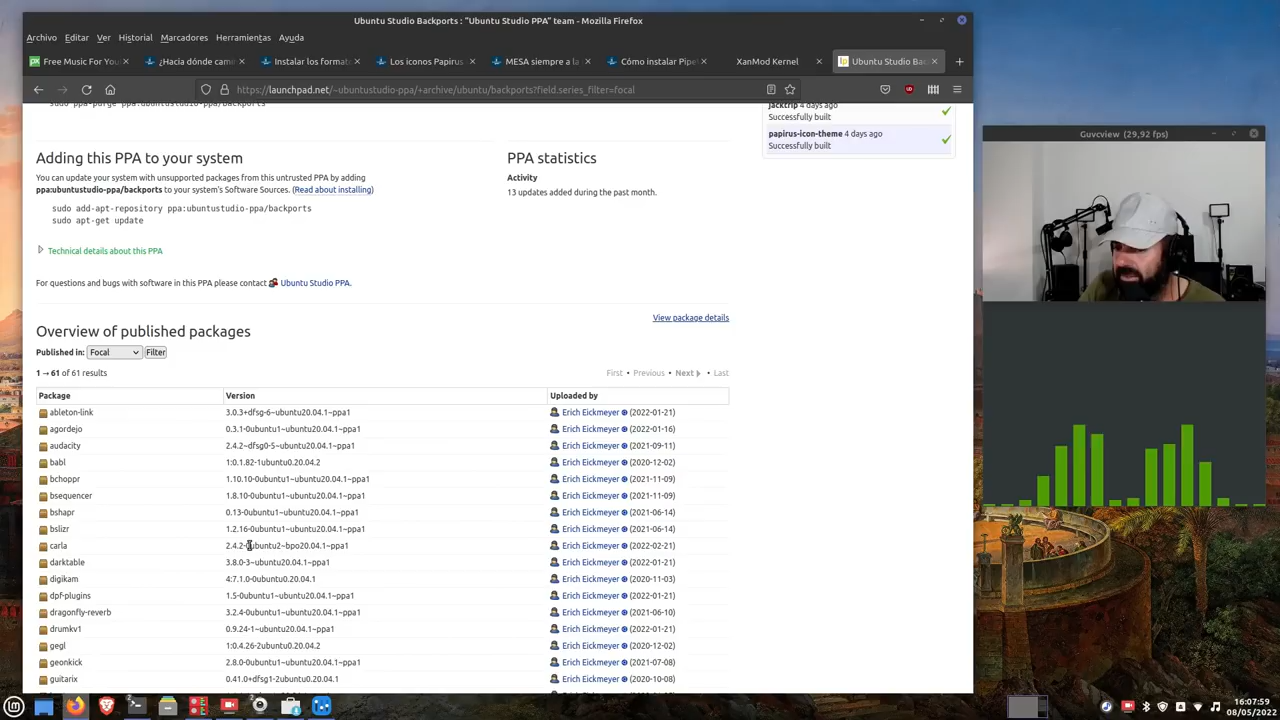 Ubuntu Studio Backports : "Ubuntu Studio PPA" team - Mozilla Firefox
Archivo Editar Ver Historial Marcadores Herramientas Ayuda
Free Music For You
¿Hacia dónde camin
Instalar los format
Los iconos Papirus
MESA siempre a la
Cómo instalar Pipe
XanMod Kernel
Ubuntu Studio Bac
https://launchpad.net/~ubuntustudio-ppa/+archive/ubuntu/backports?field.series_filter=focal
sudo ppa-purge ppa:ubuntustudio-ppa/backports
jacktrip 4 days ago
Successfully built
papirus-icon-theme 4 days ago
Successfully built
Guvcview (29,92 fps)
Adding this PPA to your system
You can update your system with unsupported packages from this untrusted PPA by adding
ppa:ubuntustudio-ppa/backports to your system's Software Sources. (Read about installing)
sudo add-apt-repository ppa:ubuntustudio-ppa/backports
sudo apt-get update
Technical details about this PPA
For questions and bugs with software in this PPA please contact Ubuntu Studio PPA.
PPA statistics
Activity
13 updates added during the past month.
Overview of published packages
View package details
Published in: Focal Filter
1 → 61 of 61 results
First • Previous • Next • Last
Package Version Uploaded by
ableton-link 3.0.3+dfsg-6~ubuntu20.04.1~ppa1 Erich Eickmeyer (2022-01-21)
agordejo 0.3.1-0ubuntu1~ubuntu20.04.1~ppa1 Erich Eickmeyer (2022-01-16)
audacity 2.4.2~dfsg0-5~ubuntu20.04.1~ppa1 Erich Eickmeyer (2021-09-11)
babl 1:0.1.82-1ubuntu0.20.04.2 Erich Eickmeyer (2020-12-02)
bchoppr 1.10.10-0ubuntu1~ubuntu20.04.1~ppa1 Erich Eickmeyer (2021-11-09)
bsequencer 1.8.10-0ubuntu1~ubuntu20.04.1~ppa1 Erich Eickmeyer (2021-11-09)
bshapr 0.13-0ubuntu1~ubuntu20.04.1~ppa1 Erich Eickmeyer (2021-06-14)
bslizr 1.2.16-0ubuntu1~ubuntu20.04.1~ppa1 Erich Eickmeyer (2021-06-14)
carla 2.4.2-0ubuntu2~bpo20.04.1~ppa1 Erich Eickmeyer (2022-02-21)
darktable 3.8.0-3~ubuntu20.04.1~ppa1 Erich Eickmeyer (2022-01-21)
digikam 4:7.1.0-0ubuntu0.20.04.1 Erich Eickmeyer (2020-11-03)
dpf-plugins 1.5-0ubuntu1~ubuntu20.04.1~ppa1 Erich Eickmeyer (2022-01-21)
dragonfly-reverb 3.2.4-0ubuntu1~ubuntu20.04.1~ppa1 Erich Eickmeyer (2021-06-10)
drumkv1 0.9.24-1~ubuntu20.04.1~ppa1 Erich Eickmeyer (2022-01-21)
gegl 1:0.4.26-2ubuntu0.20.04.2 Erich Eickmeyer (2020-12-02)
geonkick 2.8.0-0ubuntu1~ubuntu20.04.1~ppa1 Erich Eickmeyer (2021-07-08)
guitarix 0.41.0+dfsg1-2ubuntu0.20.04.1 Erich Eickmeyer (2020-10-08)
16:07:59
08/05/2022